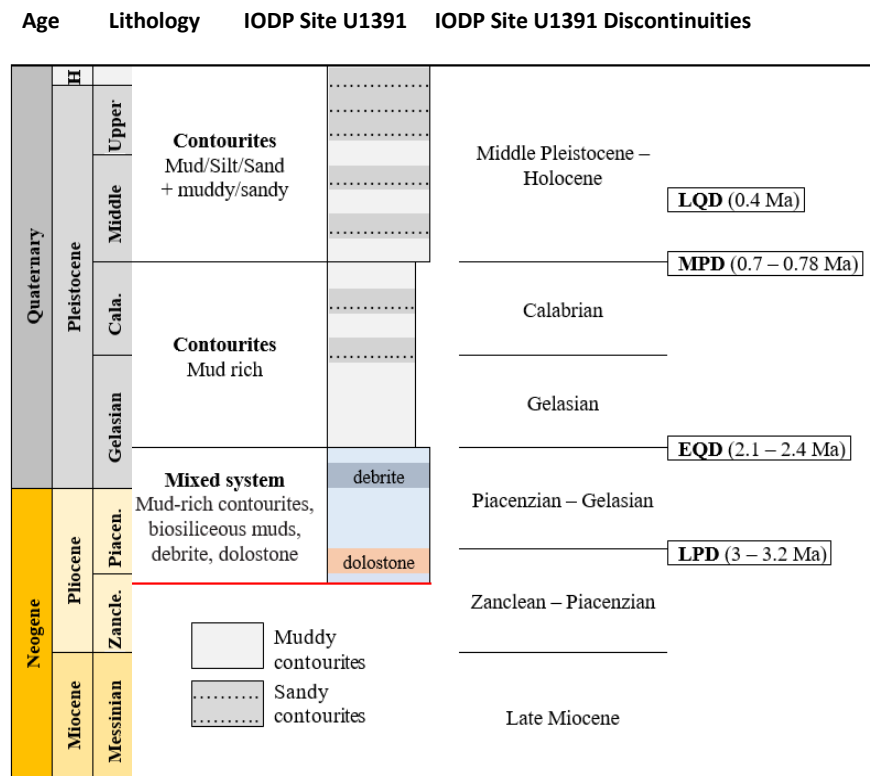 Age Lithology IODP Site U1391 IODP Site U1391 Discontinuities
Quaternary
Neogene
H
Pleistocene
Pliocene
Miocene
Upper
Middle
Cala.
Gelasian
Piacen.
Zancle.
Messinian
Contourites
Mud/Silt/Sand
+ muddy/sandy
Contourites
Mud rich
Mixed system
Mud-rich contourites,
biosiliceous muds,
debrite, dolostone
debrite
dolostone
Muddy
contourites
Sandy
contourites
Middle Pleistocene –
Holocene
Calabrian
Gelasian
Piacenzian – Gelasian
Zanclean – Piacenzian
Late Miocene
LQD (0.4 Ma)
MPD (0.7 – 0.78 Ma)
EQD (2.1 – 2.4 Ma)
LPD (3 – 3.2 Ma)